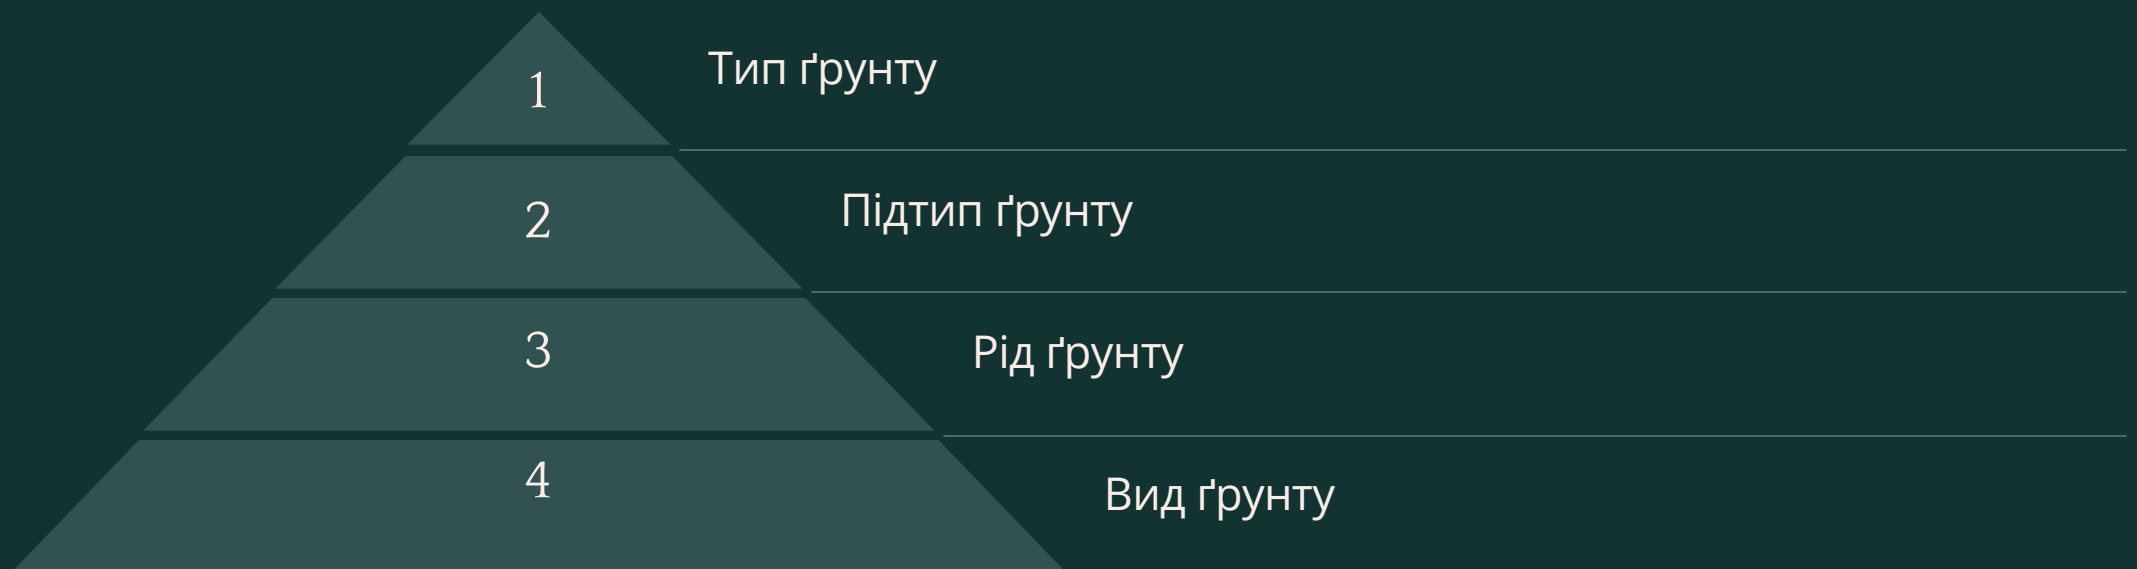 1
Тип ґрунту
2
Підтип ґрунту
3
Рід ґрунту
4
Вид ґрунту